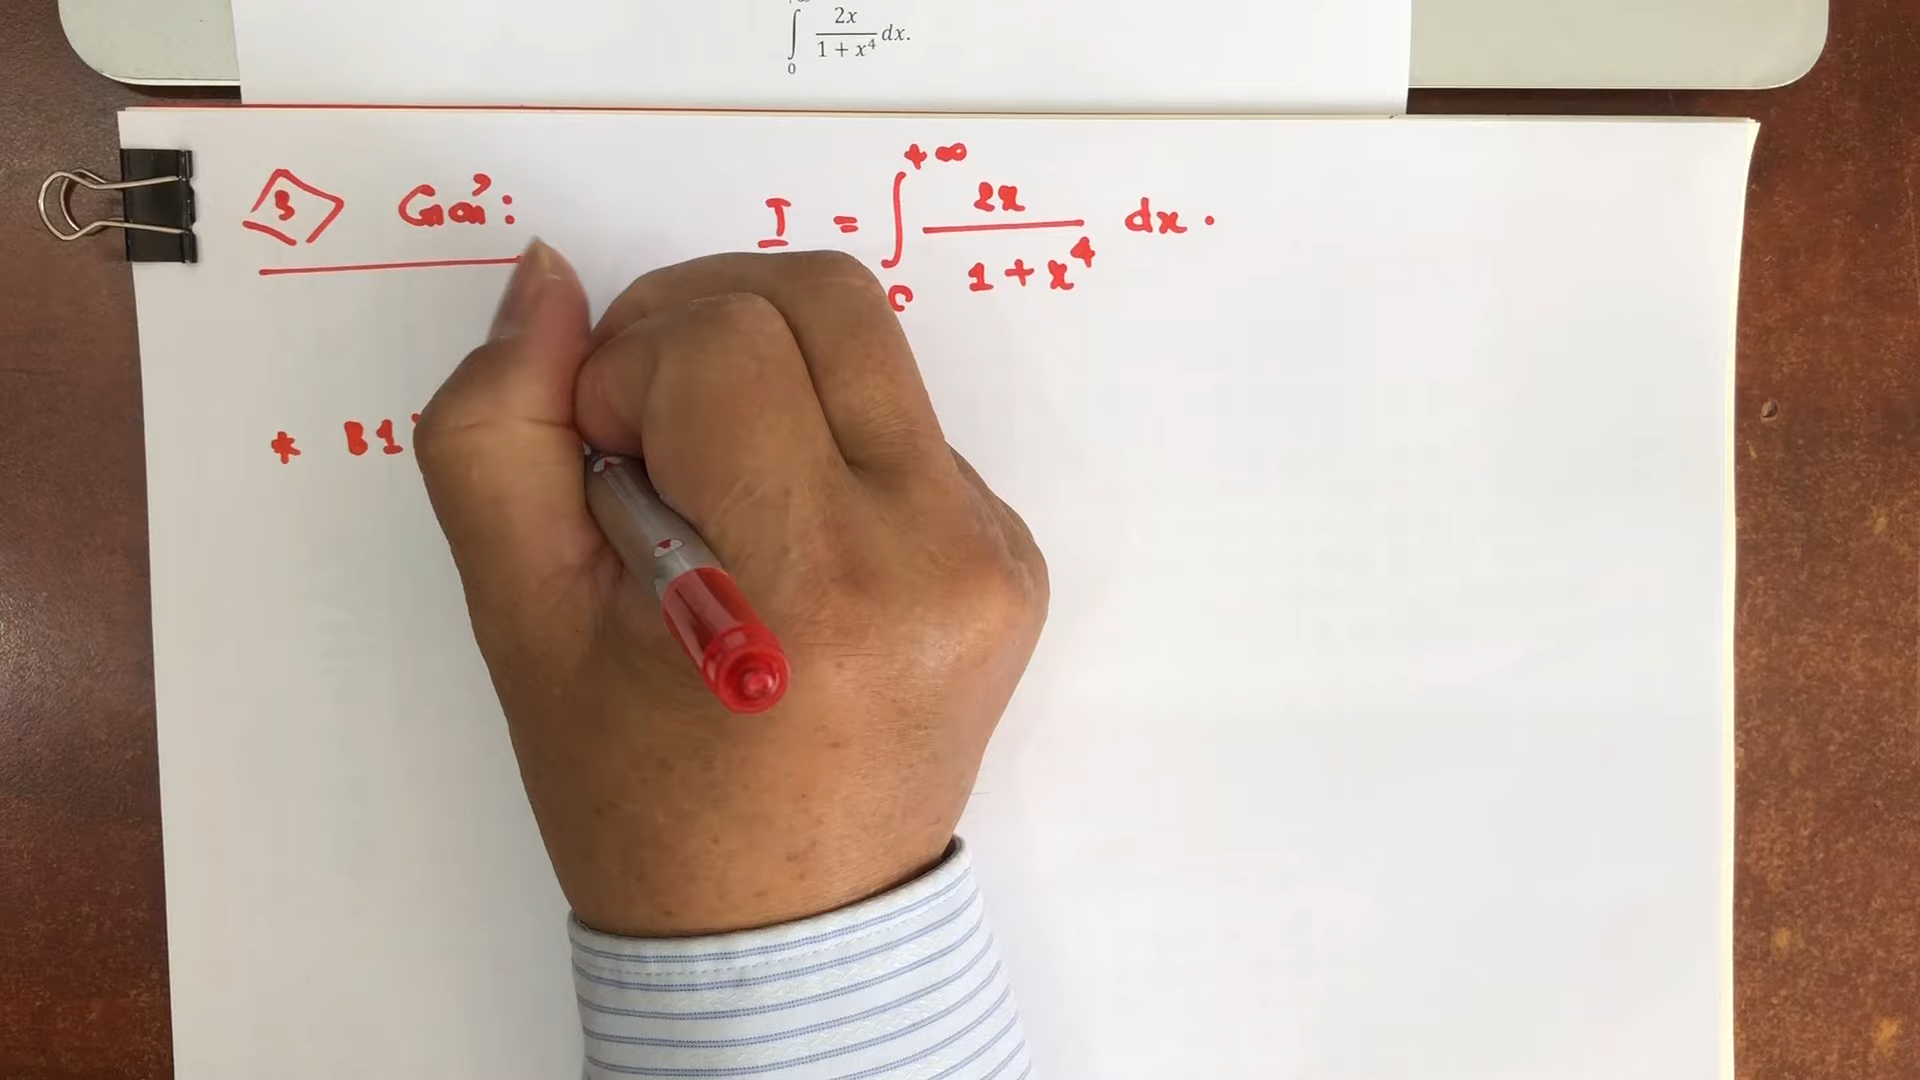 ∫₀ 2x / (1 + x⁴) dx.
3 Giải: I = ∫₀^{+∞} 2x / (1 + x⁴) dx.
* B1: